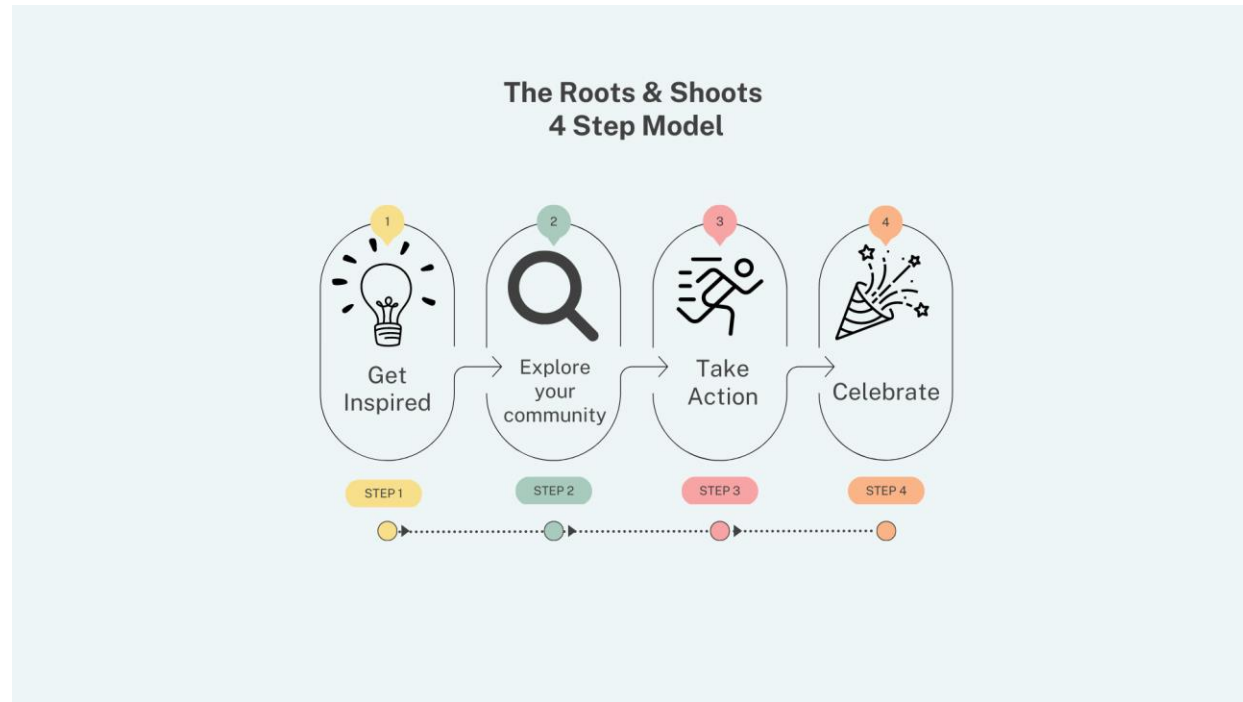 The Roots & Shoots
4 Step Model
1
Get
Inspired
2
Explore
your
community
3
Take
Action
4
Celebrate
STEP 1
STEP 2
STEP 3
STEP 4